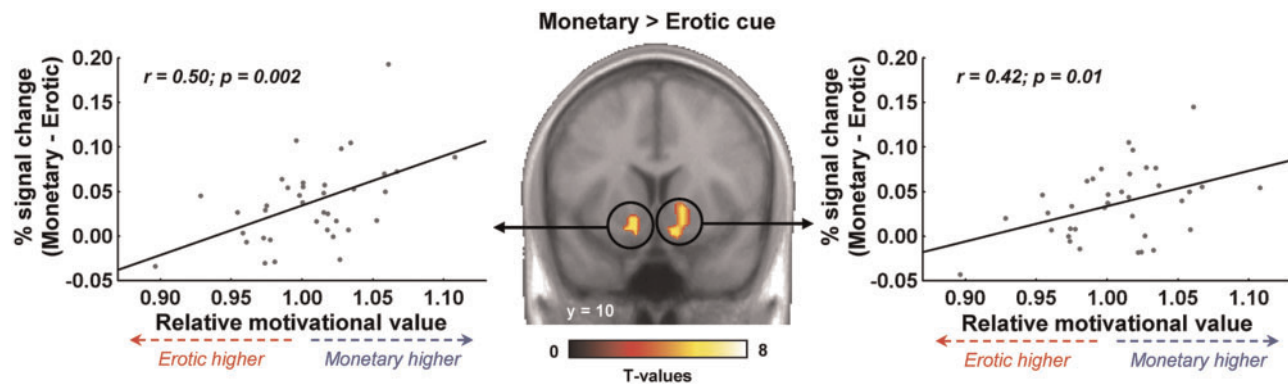 Monetary > Erotic cue
% signal change
(Monetary - Erotic)
0.20
0.15
0.10
0.05
0.00
-0.05
r = 0.50; p = 0.002
0.90 0.95 1.00 1.05 1.10
Relative motivational value
Erotic higher Monetary higher
y = 10
0 8
T-values
% signal change
(Monetary - Erotic)
0.20
0.15
0.10
0.05
0.00
-0.05
r = 0.42; p = 0.01
0.90 0.95 1.00 1.05 1.10
Relative motivational value
Erotic higher Monetary higher